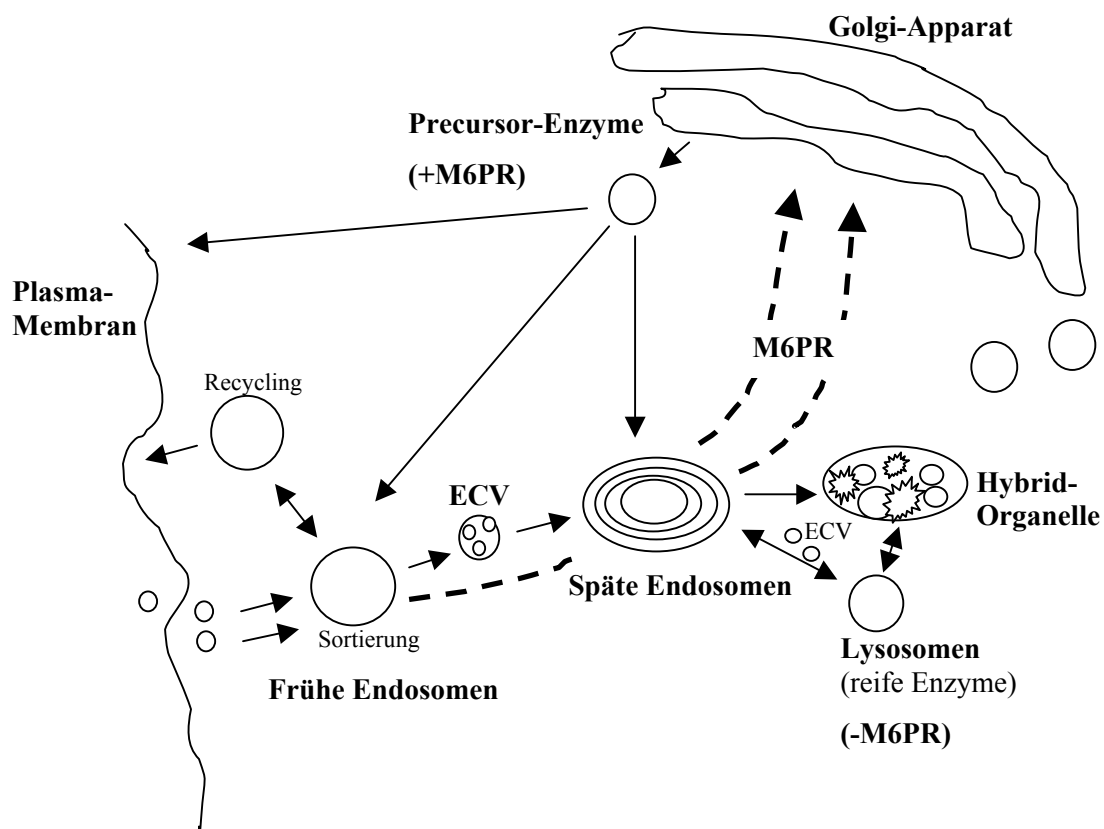 Golgi-Apparat
Precursor-Enzyme
(+M6PR)
Plasma-
Membran
M6PR
Recycling
ECV
Hybrid-
Organelle
ECV
Späte Endosomen
Sortierung
Frühe Endosomen
Lysosomen
(reife Enzyme)
(-M6PR)